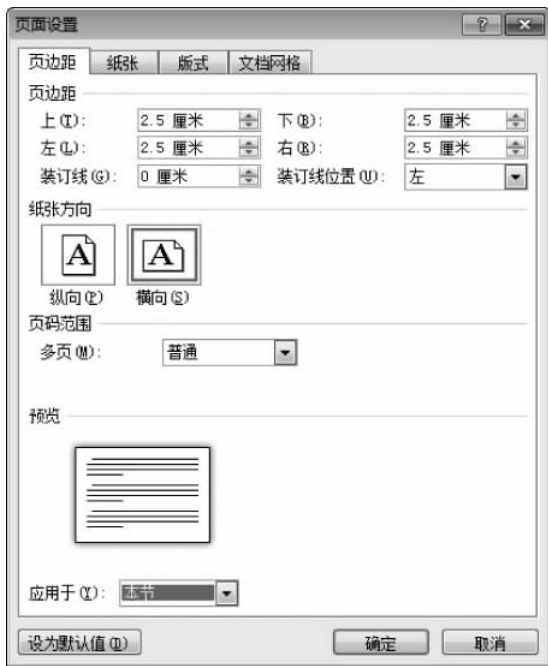 页面设置
页边距 纸张 版式 文档网格
页边距
上(T): 2.5 厘米 下(B): 2.5 厘米
左(L): 2.5 厘米 右(R): 2.5 厘米
装订线(G): 0 厘米 装订线位置(U): 左
纸张方向
A A
纵向(P) 横向(S)
页码范围
多页(M): 普通
预览
应用于(Y): 本节
设为默认值(D) 确定 取消